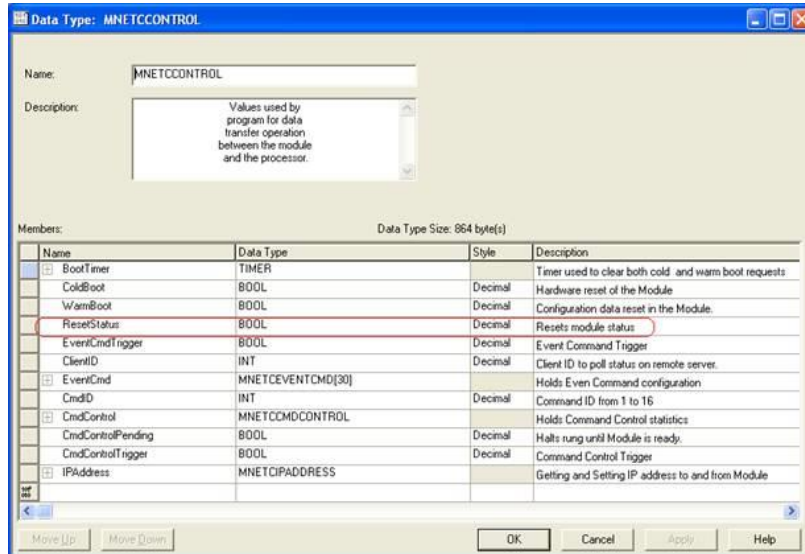 Data Type: MNETCCONTROL
Name: MNETCCONTROL
Description: Values used by
program for data
transfer operation
between the module
and the processor.
Members: Data Type Size: 864 byte(s)
Name Data Type Style Description
BootTimer TIMER Timer used to clear both cold and warm boot requests
ColdBoot BOOL Decimal Hardware reset of the Module
WarmBoot BOOL Decimal Configuration data reset in the Module.
ResetStatus BOOL Decimal Resets module status
EventCmdTrigger BOOL Decimal Event Command Trigger
ClientID INT Decimal Client ID to poll status on remote server.
EventCmd MNETCEVENTCMD[30] Holds Even Command configuration
CmdID INT Decimal Command ID from 1 to 16
CmdControl MNETCCMDCONTROL Holds Command Control statistics
CmdControlPending BOOL Decimal Halts rung until Module is ready.
CmdControlTrigger BOOL Decimal Command Control Trigger
IPAddress MNETCIPADDRESS Getting and Setting IP address to and from Module
Move Up Move Down OK Cancel Apply Help